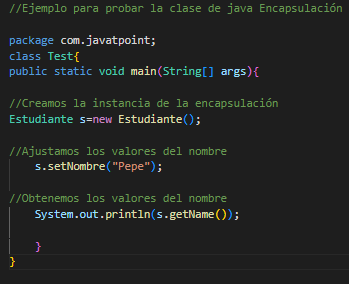 //Ejemplo para probar la clase de java Encapsulación
package com.javatpoint;
class Test{
public static void main(String[] args){
//Creamos la instancia de la encapsulación
Estudiante s=new Estudiante();
//Ajustamos los valores del nombre
s.setNombre("Pepe");
//Obtenemos los valores del nombre
System.out.println(s.getName());
}
}